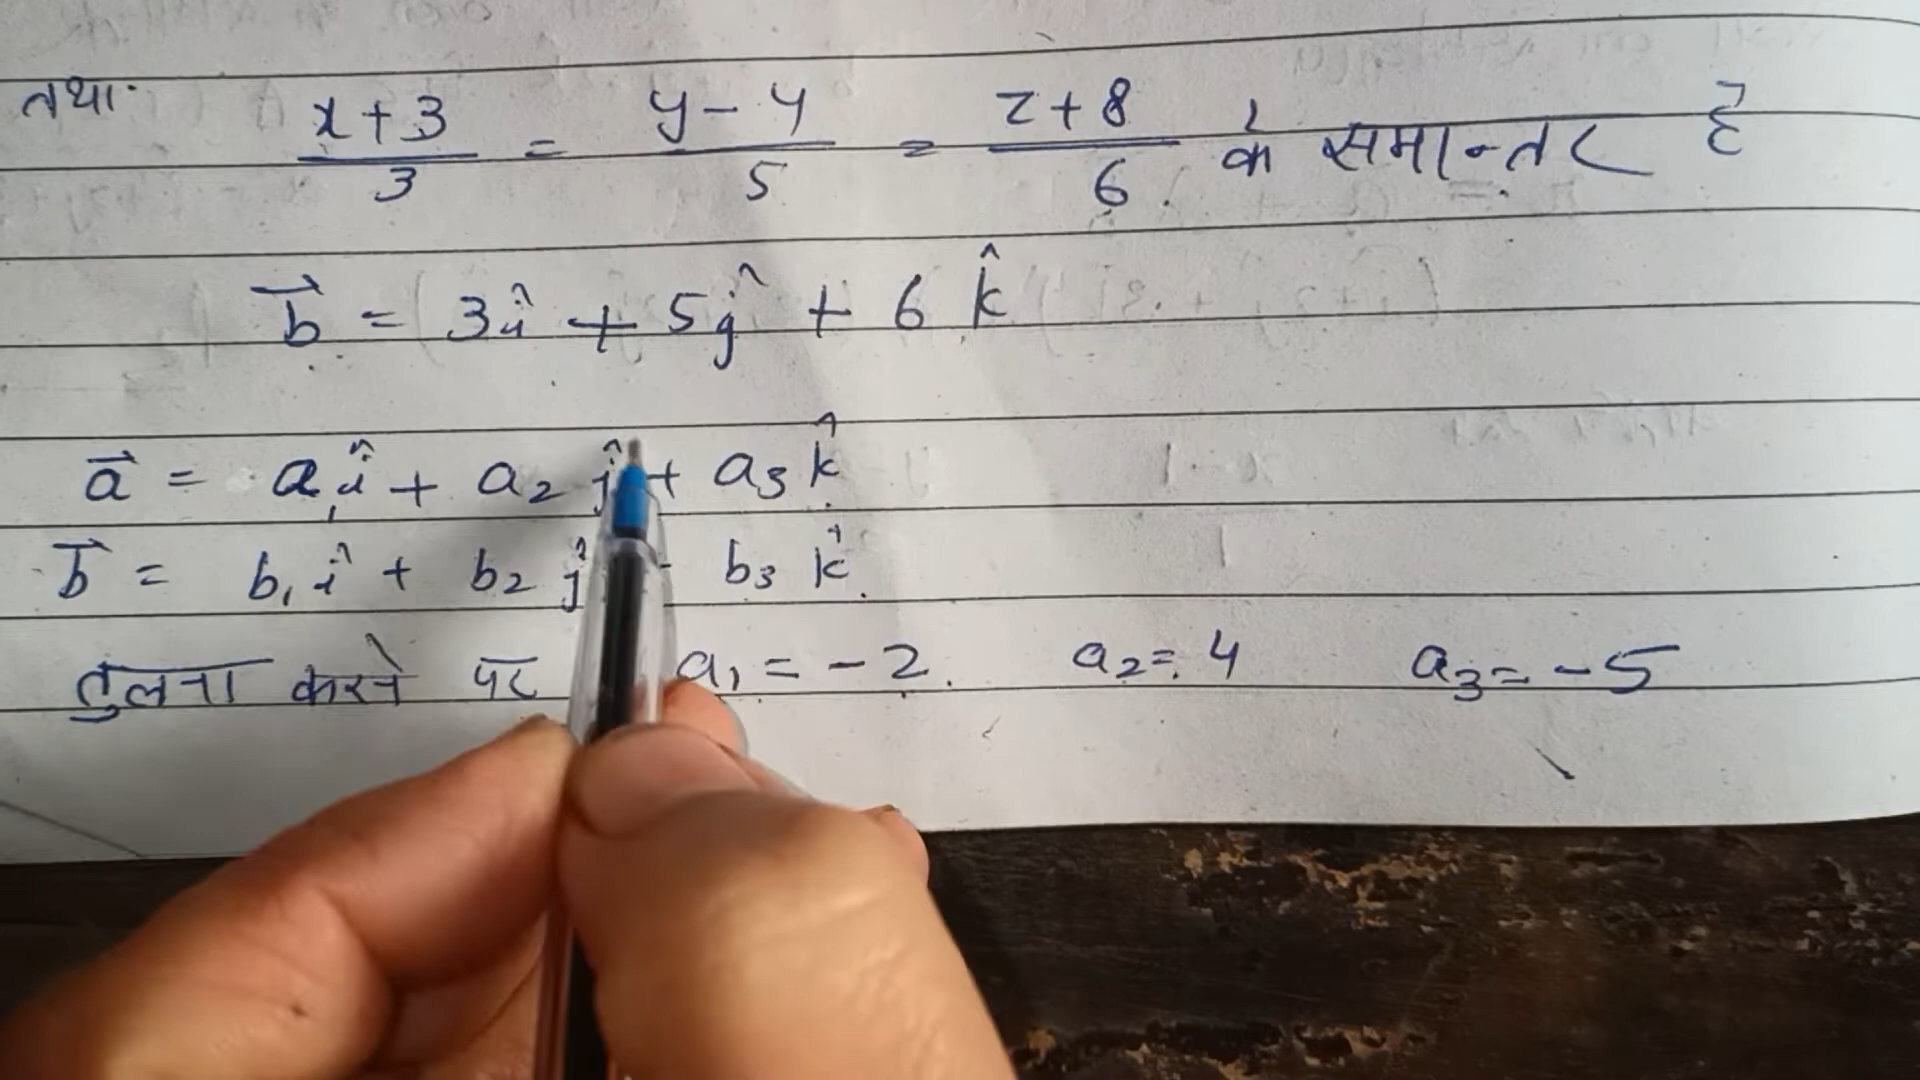 तथा x+3/3 = y-4/5 = z+8/6 के समान्तर है
b⃗ = 3î + 5ĵ + 6k̂
a⃗ = a₁î + a₂ĵ + a₃k̂
b⃗ = b₁î + b₂ĵ + b₃k̂
तुलना करने पर a₁ = -2. a₂ = 4 a₃ = -5